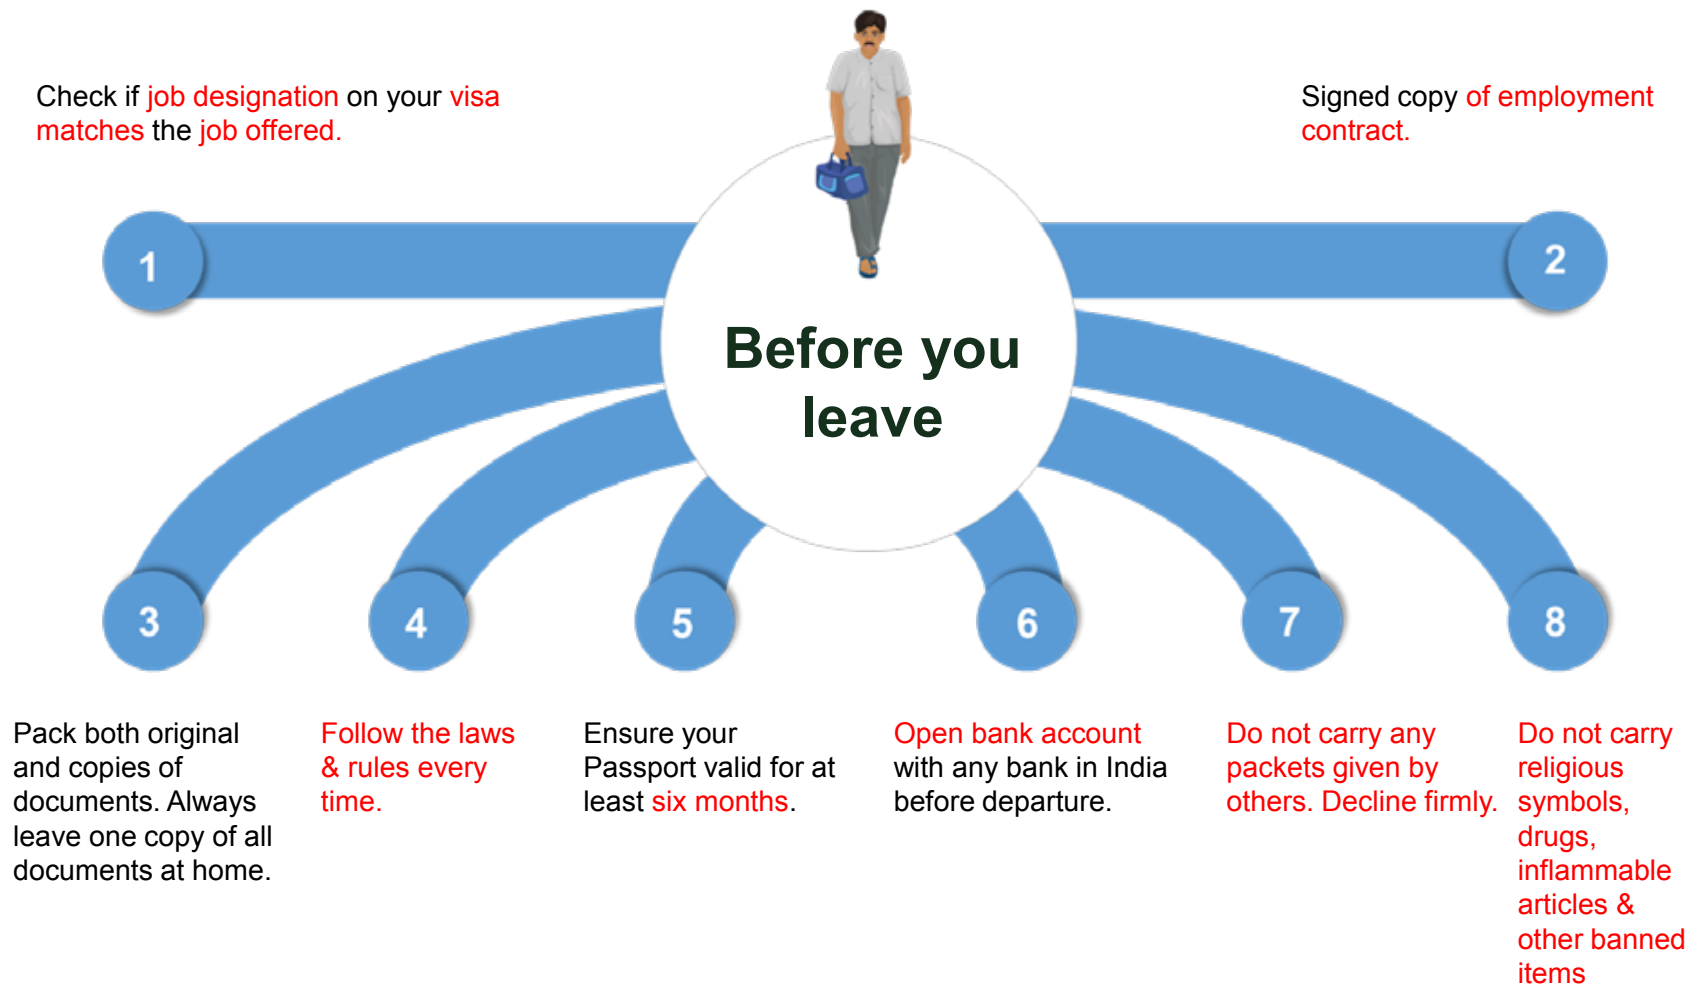 Check if job designation on your visa
matches the job offered.
Signed copy of employment
contract.
1
2
Before you
leave
3
4
5
6
7
8
Pack both original
and copies of
documents. Always
leave one copy of all
documents at home.
Follow the laws
& rules every
time.
Ensure your
Passport valid for at
least six months.
Open bank account
with any bank in India
before departure.
Do not carry any
packets given by
others. Decline firmly.
Do not carry
religious
symbols,
drugs,
inflammable
articles &
other banned
items